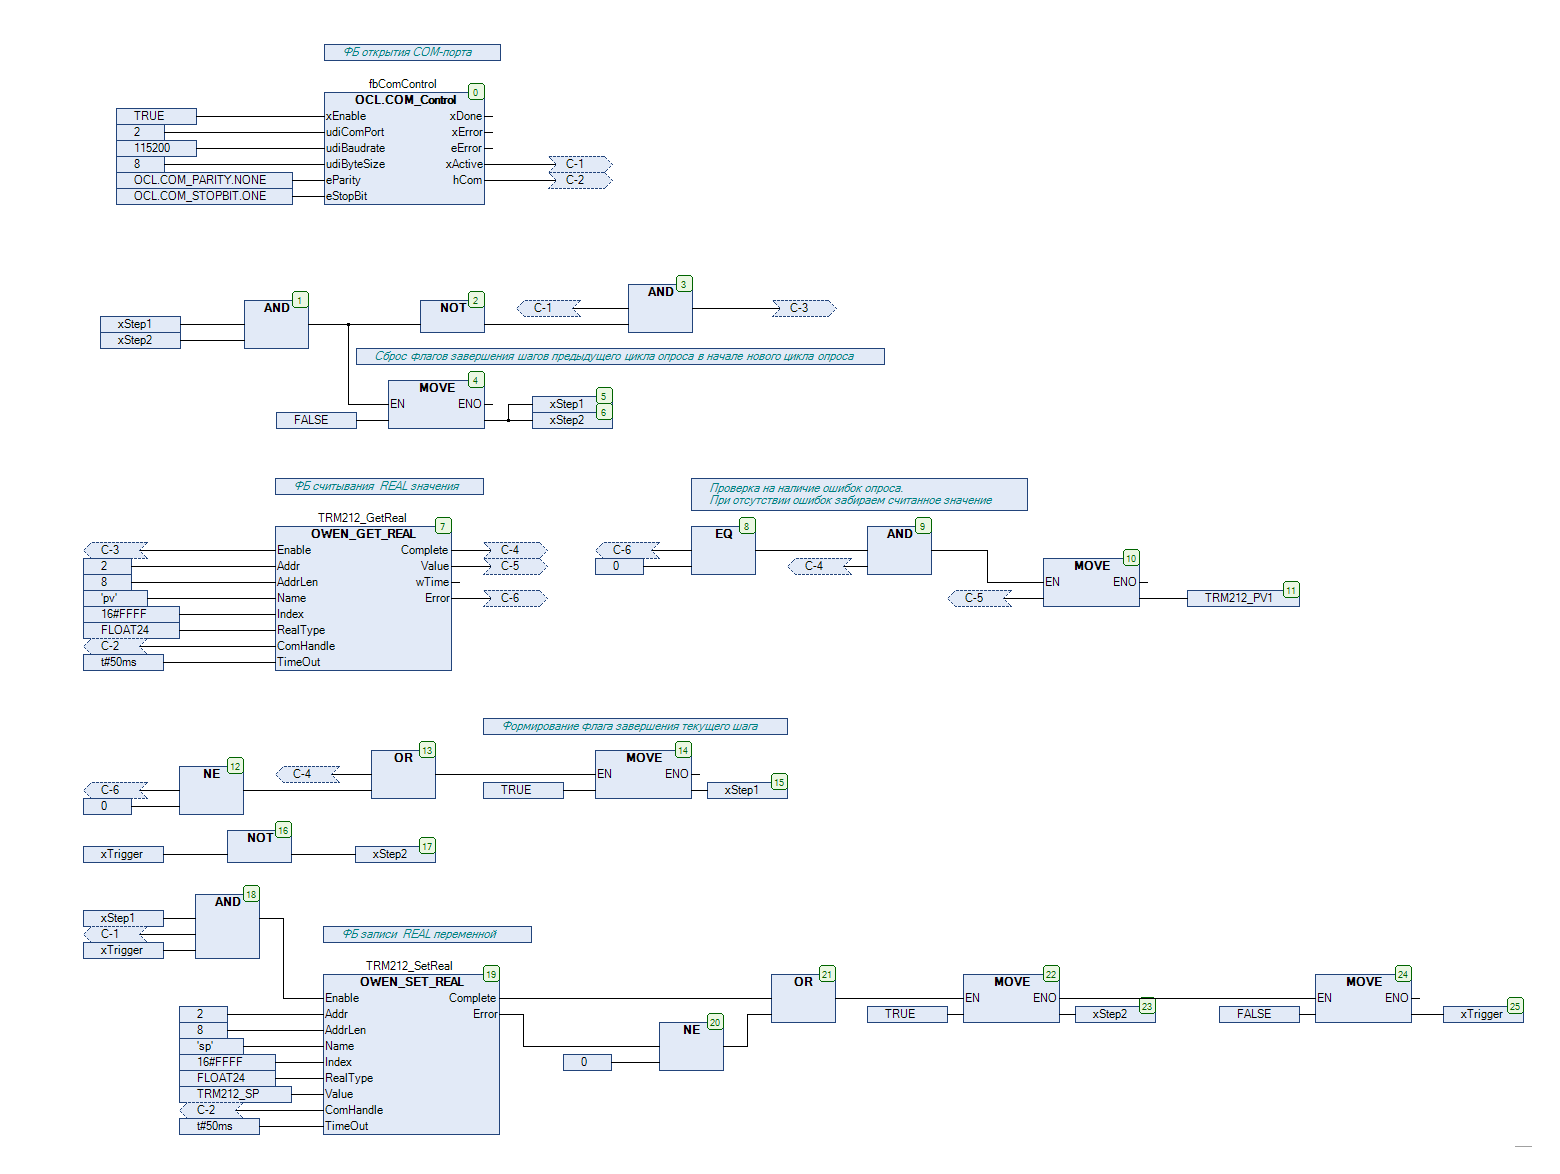 ФБ открытия COM-порта
fbComControl
0
OCL.COM_Control
TRUE
xEnable
xDone
2
udiComPort
xError
115200
udiBaudrate
eError
8
udiByteSize
xActive
C-1
OCL.COM_PARITY.NONE
eParity
hCom
C-2
OCL.COM_STOPBIT.ONE
eStopBit
1
AND
xStep1
xStep2
2
NOT
C-1
3
AND
C-3
Сброс флагов завершения шагов предыдущего цикла опроса в начале нового цикла опроса
4
MOVE
EN
ENO
FALSE
5
xStep1
6
xStep2
ФБ считывания REAL значения
TRM212_GetReal
7
OWEN_GET_REAL
C-3
Enable
Complete
C-4
2
Addr
Value
C-5
8
AddrLen
wTime
'pv'
Name
Error
C-6
16#FFFF
Index
FLOAT24
RealType
C-2
ComHandle
t#50ms
TimeOut
Проверка на наличие ошибок опроса.
При отсутствии ошибок забираем считанное значение
8
EQ
C-6
0
9
AND
C-4
10
MOVE
EN
ENO
C-5
11
TRM212_PV1
Формирование флага завершения текущего шага
12
NE
C-6
0
13
OR
C-4
14
MOVE
EN
ENO
TRUE
15
xStep1
16
NOT
xTrigger
17
xStep2
18
AND
xStep1
C-1
xTrigger
ФБ записи REAL переменной
TRM212_SetReal
19
OWEN_SET_REAL
Enable
Complete
2
Addr
Error
8
AddrLen
'sp'
Name
16#FFFF
Index
FLOAT24
RealType
TRM212_SP
Value
C-2
ComHandle
t#50ms
TimeOut
20
NE
0
21
OR
22
MOVE
EN
ENO
TRUE
23
xStep2
24
MOVE
EN
ENO
FALSE
25
xTrigger